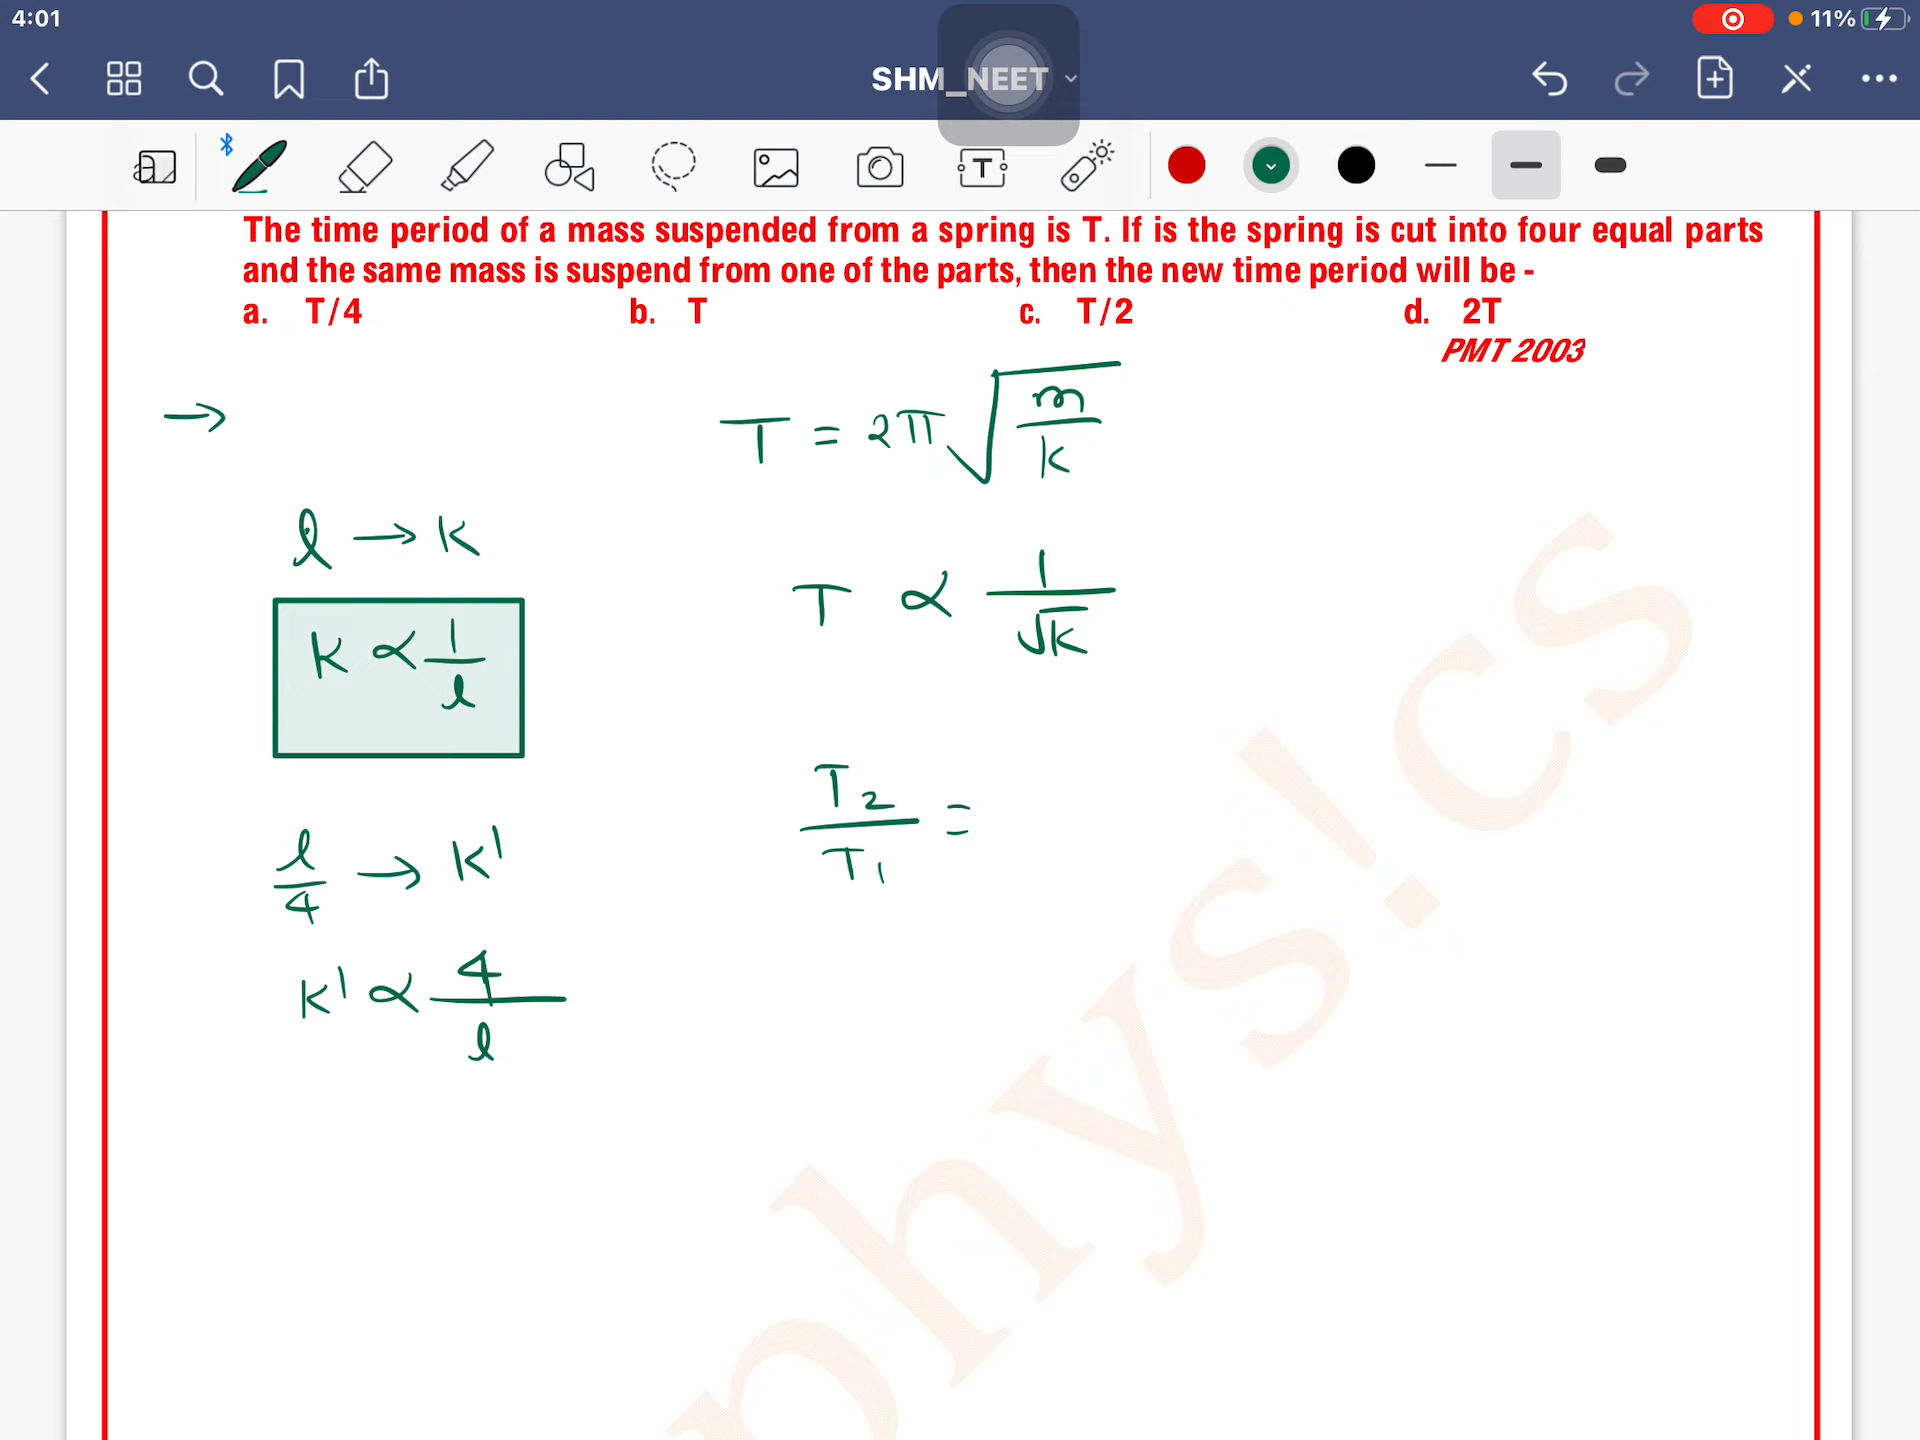 4:01
11%
SHM_NEET
The time period of a mass suspended from a spring is T. If is the spring is cut into four equal parts
and the same mass is suspend from one of the parts, then the new time period will be -
a. T/4 b. T c. T/2 d. 2T
PMT 2003
→ T = 2π√(m/k)
l → k
k ∝ 1/l
T ∝ 1/√k
T₂/T₁ =
l/4 → k'
k' ∝ 4/l
phys!cs